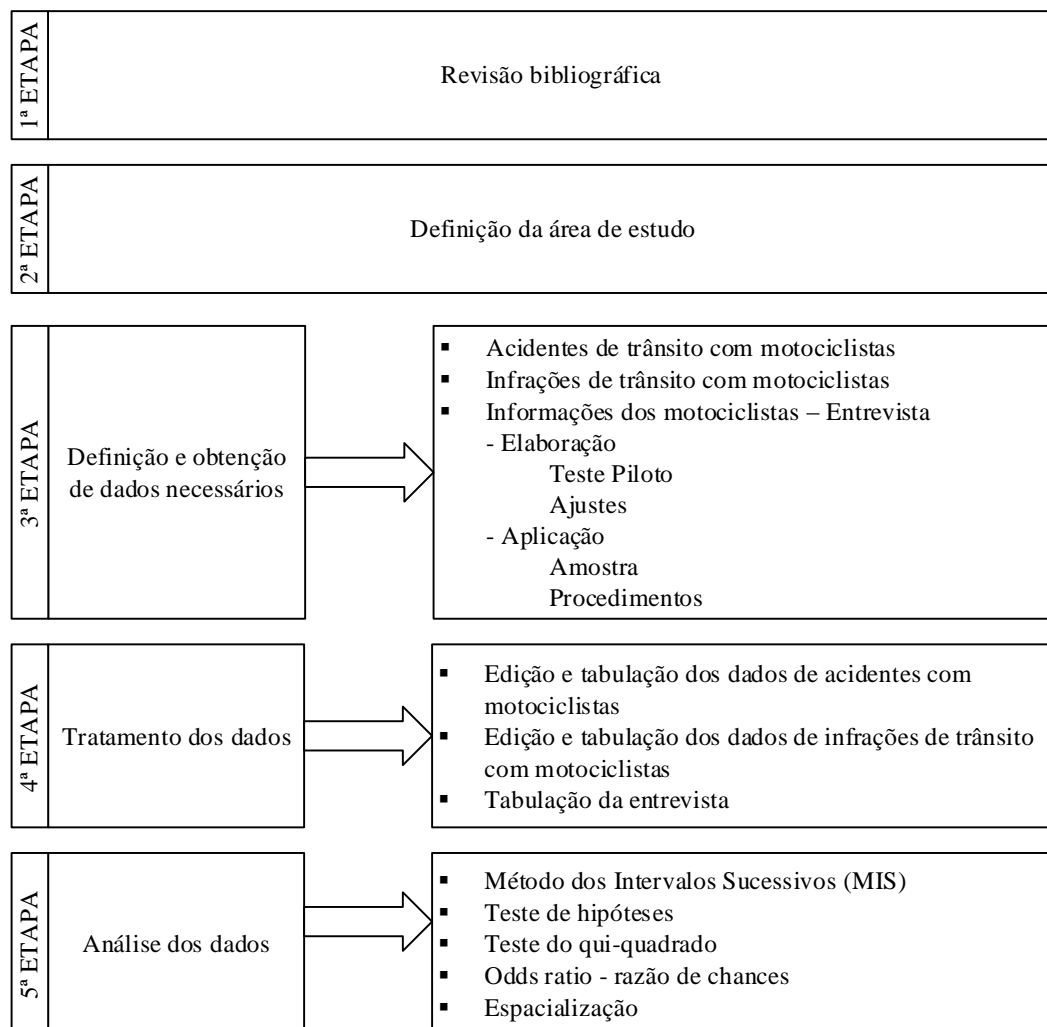 1ª ETAPA
Revisão bibliográfica
2ª ETAPA
Definição da área de estudo
3ª ETAPA
Definição e obtenção
de dados necessários
▪ Acidentes de trânsito com motociclistas
▪ Infrações de trânsito com motociclistas
▪ Informações dos motociclistas – Entrevista
- Elaboração
Teste Piloto
Ajustes
- Aplicação
Amostra
Procedimentos
4ª ETAPA
Tratamento dos dados
▪ Edição e tabulação dos dados de acidentes com
motociclistas
▪ Edição e tabulação dos dados de infrações de trânsito
com motociclistas
▪ Tabulação da entrevista
5ª ETAPA
Análise dos dados
▪ Método dos Intervalos Sucessivos (MIS)
▪ Teste de hipóteses
▪ Teste do qui-quadrado
▪ Odds ratio - razão de chances
▪ Espacialização